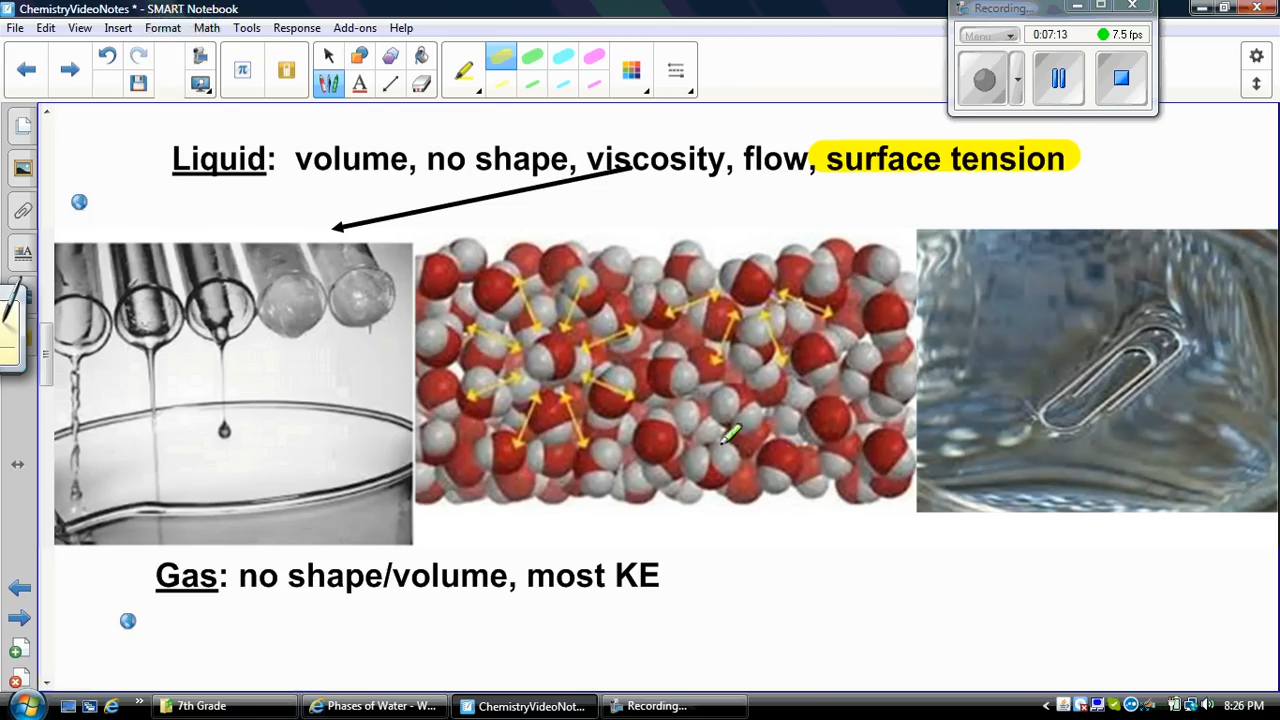 ChemistryVideoNotes * - SMART Notebook
Recording...
File Edit View Insert Format Math Tools Response Add-ons Help
Menu 0:07:13 7.5 fps
Liquid: volume, no shape, viscosity, flow, surface tension
Gas: no shape/volume, most KE
7th Grade Phases of Water - W... ChemistryVideoNot... Recording... 8:26 PM